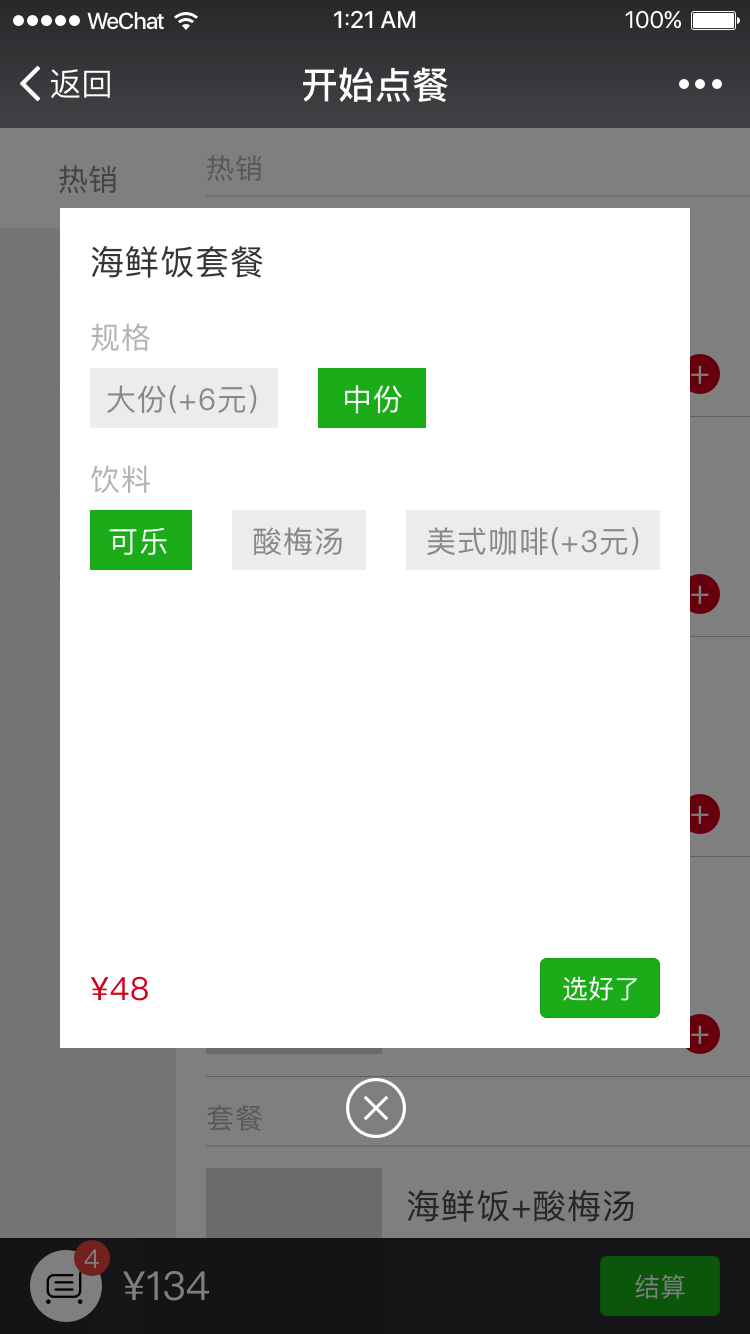 WeChat 1:21 AM 100%
返回 开始点餐
热销 热销
海鲜饭套餐
规格
大份(+6元) 中份
饮料
可乐 酸梅汤 美式咖啡(+3元)
¥48 选好了
套餐
海鲜饭+酸梅汤
4
¥134 结算